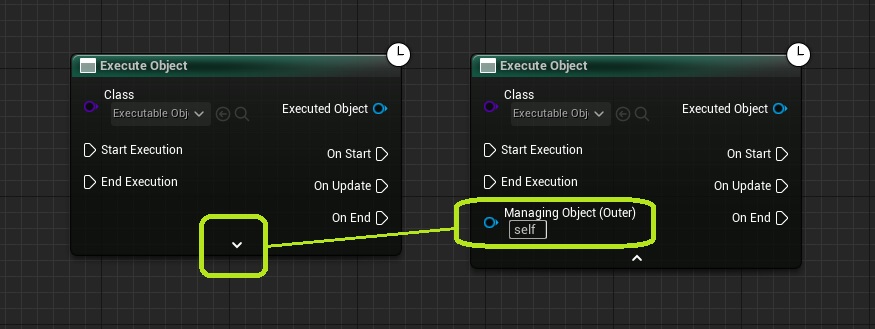 Execute Object
Class
Executable Obj
Executed Object
Start Execution
On Start
End Execution
On Update
On End
Execute Object
Class
Executable Obj
Executed Object
Start Execution
On Start
End Execution
On Update
Managing Object (Outer)
self
On End